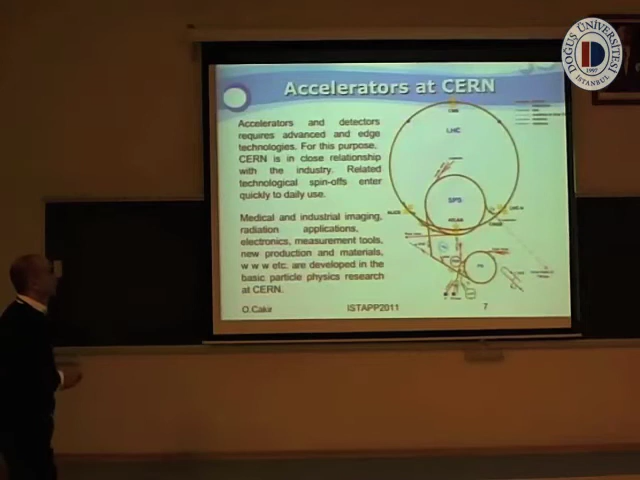 DOĞUŞ ÜNİVERSİTESİ
1997
İSTANBUL
Accelerators at CERN
Accelerators and detectors
requires advanced and edge
technologies. For this purpose,
CERN is in close relationship
with the industry. Related
technological spin-offs enter
quickly to daily use.
Medical and industrial imaging,
radiation applications,
electronics, measurement tools,
new production and materials,
w w w etc. are developed in the
basic particle physics research
at CERN.
LHC
SPS
O.Cakir
ISTAPP2011
7